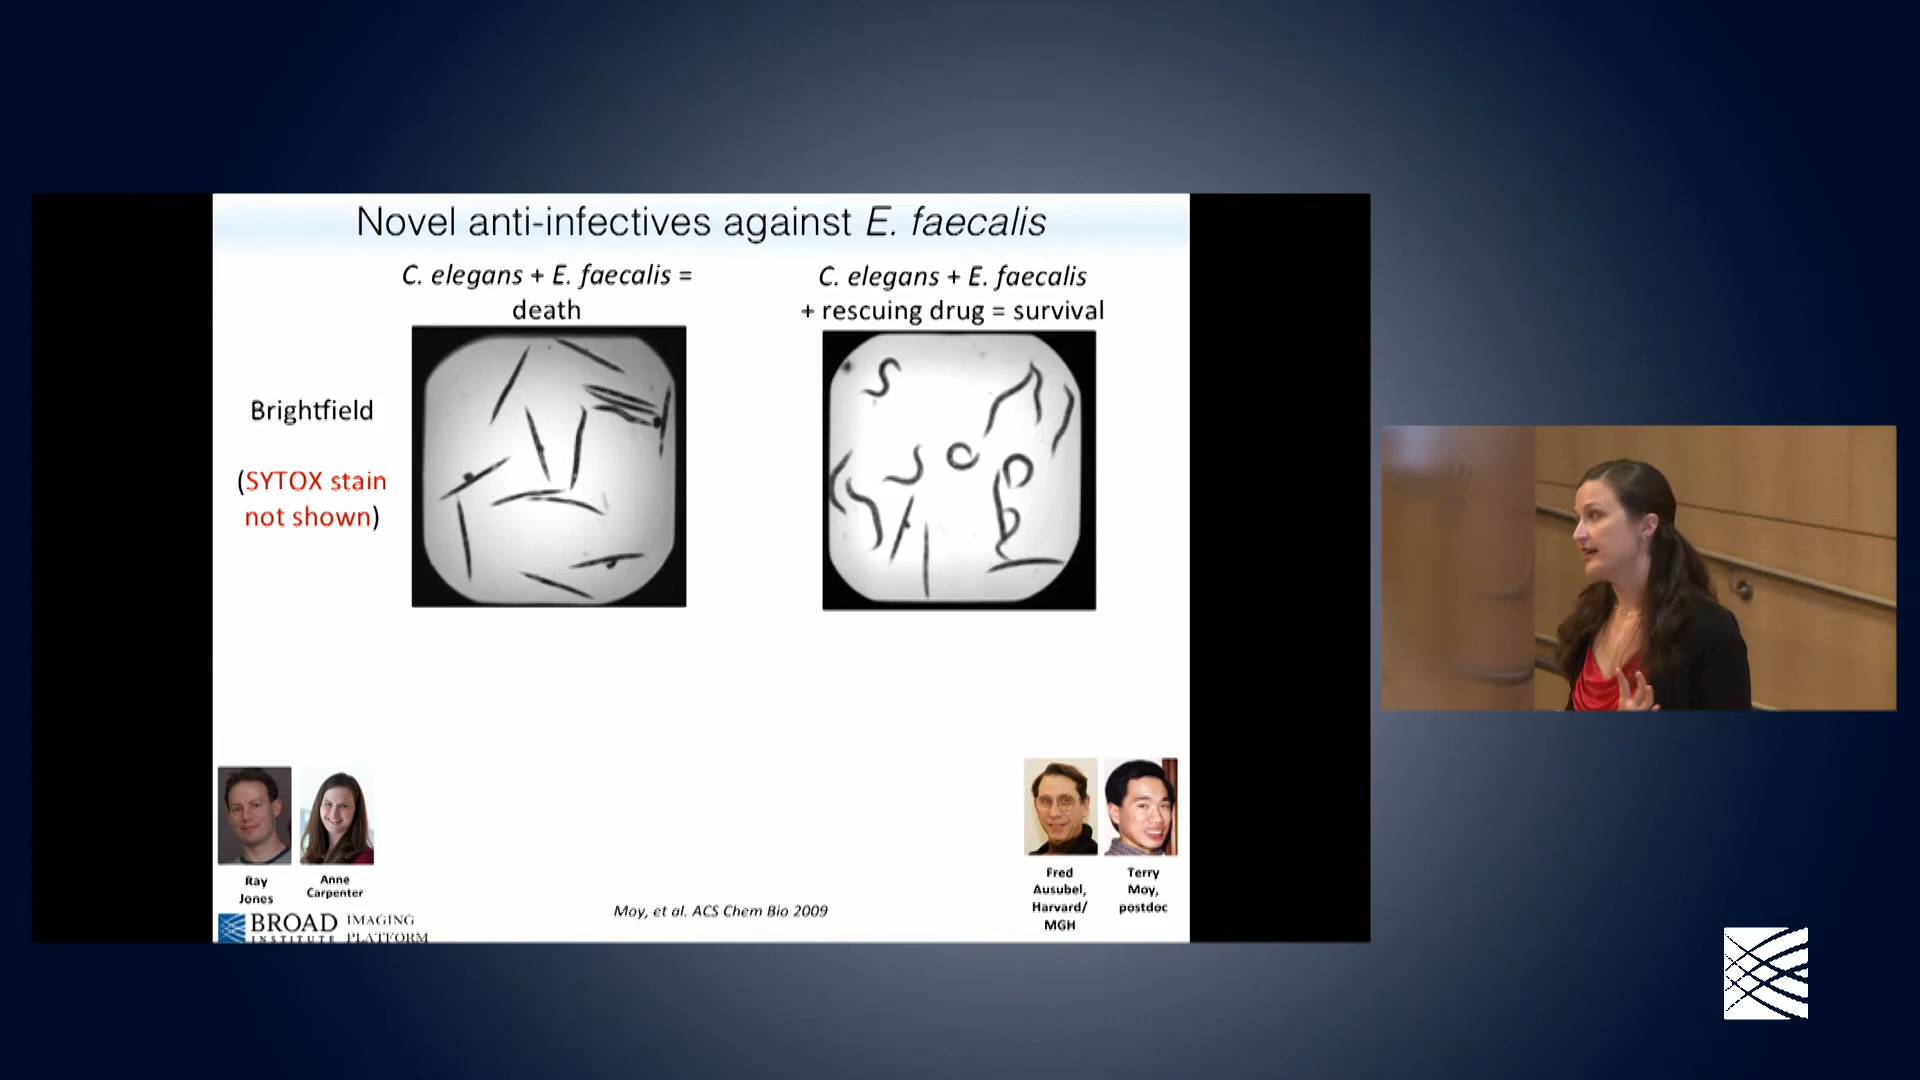 Novel anti-infectives against E. faecalis
C. elegans + E. faecalis =
death
C. elegans + E. faecalis
+ rescuing drug = survival
Brightfield
(SYTOX stain
not shown)
Ray
Jones
Anne
Carpenter
Fred
Ausubel,
Harvard/
MGH
Terry
Moy,
postdoc
Moy, et al. ACS Chem Bio 2009
BROAD
INSTITUTE
IMAGING
PLATFORM